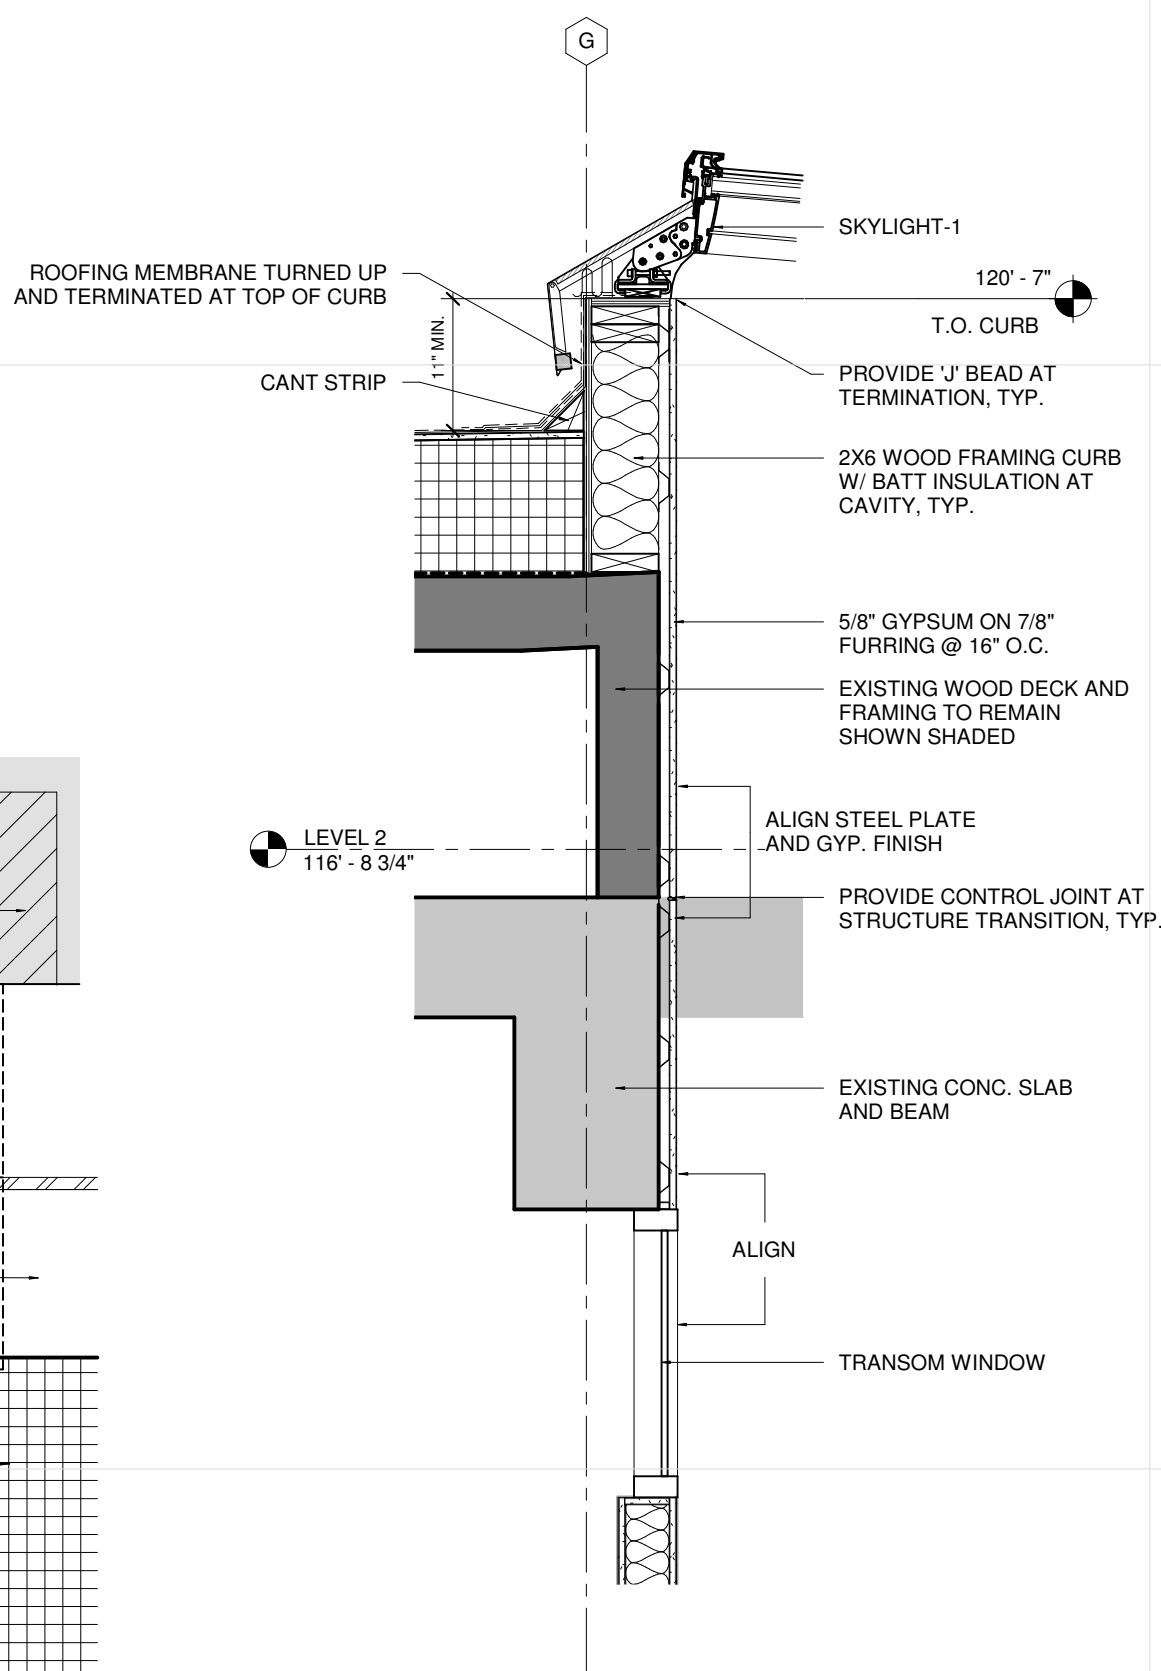 G
SKYLIGHT-1
ROOFING MEMBRANE TURNED UP
AND TERMINATED AT TOP OF CURB
120' - 7"
T.O. CURB
11" MIN.
CANT STRIP
PROVIDE 'J' BEAD AT
TERMINATION, TYP.
2X6 WOOD FRAMING CURB
W/ BATT INSULATION AT
CAVITY, TYP.
5/8" GYPSUM ON 7/8"
FURRING @ 16" O.C.
EXISTING WOOD DECK AND
FRAMING TO REMAIN
SHOWN SHADED
ALIGN STEEL PLATE
AND GYP. FINISH
LEVEL 2
116' - 8 3/4"
PROVIDE CONTROL JOINT AT
STRUCTURE TRANSITION, TYP.
EXISTING CONC. SLAB
AND BEAM
ALIGN
TRANSOM WINDOW